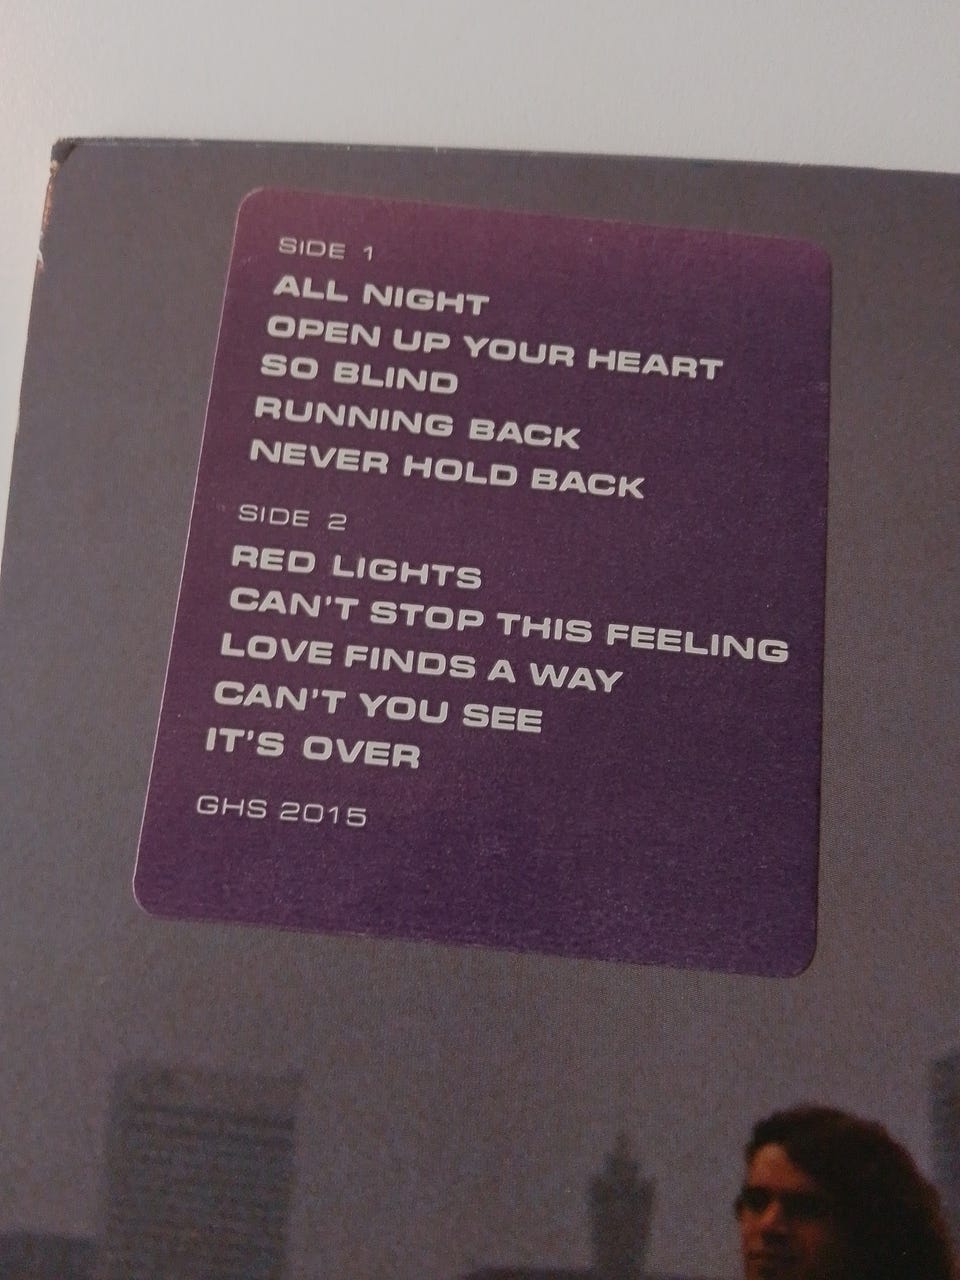 SIDE 1
ALL NIGHT
OPEN UP YOUR HEART
SO BLIND
RUNNING BACK
NEVER HOLD BACK
SIDE 2
RED LIGHTS
CAN'T STOP THIS FEELING
LOVE FINDS A WAY
CAN'T YOU SEE
IT'S OVER
GHS 2015